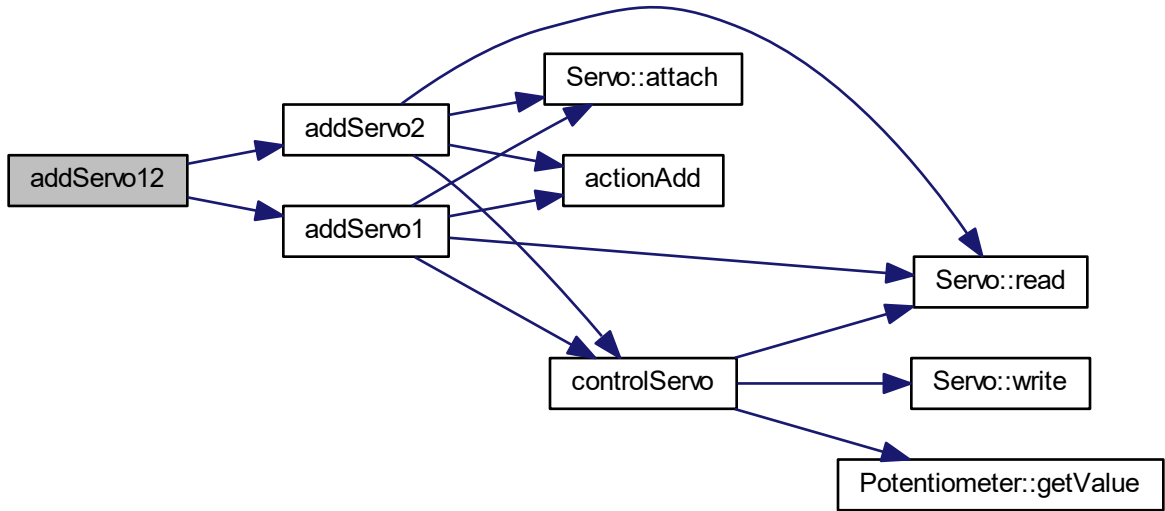 addServo12
addServo2
addServo1
Servo::attach
actionAdd
controlServo
Servo::read
Servo::write
Potentiometer::getValue